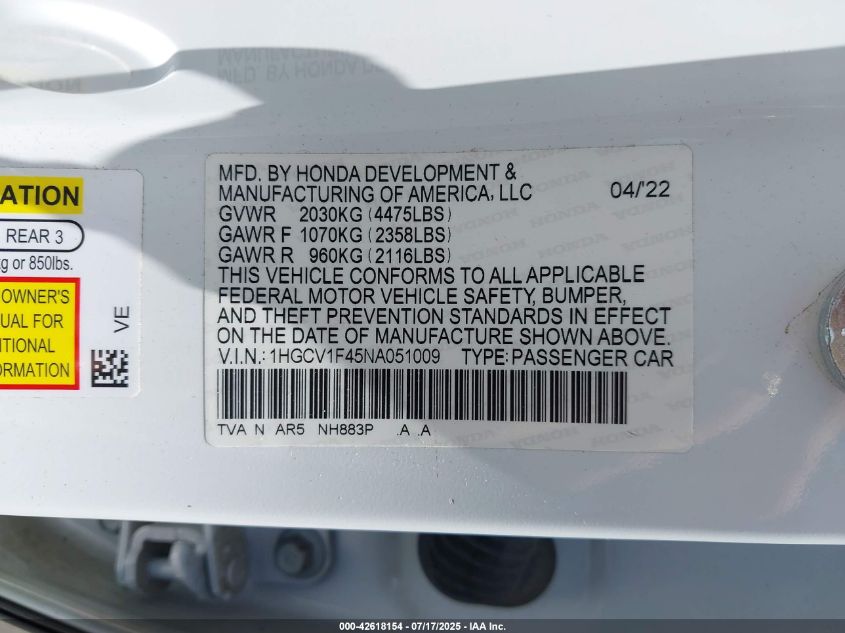 MFD. BY HONDA DEVELOPMENT &
MANUFACTURING OF AMERICA, LLC 04/'22
GVWR 2030KG (4475LBS)
GAWR F 1070KG (2358LBS)
GAWR R 960KG (2116LBS)
THIS VEHICLE CONFORMS TO ALL APPLICABLE
FEDERAL MOTOR VEHICLE SAFETY, BUMPER,
AND THEFT PREVENTION STANDARDS IN EFFECT
ON THE DATE OF MANUFACTURE SHOWN ABOVE.
V.I.N.: 1HGCV1F45NA051009 TYPE: PASSENGER CAR
TVA N AR5 NH883P .A .A
ATION
REAR 3
kg or 850lbs.
OWNER'S
UAL FOR
ITIONAL
ORMATION
VE
000-42618154 - 07/17/2025 - IAA Inc.